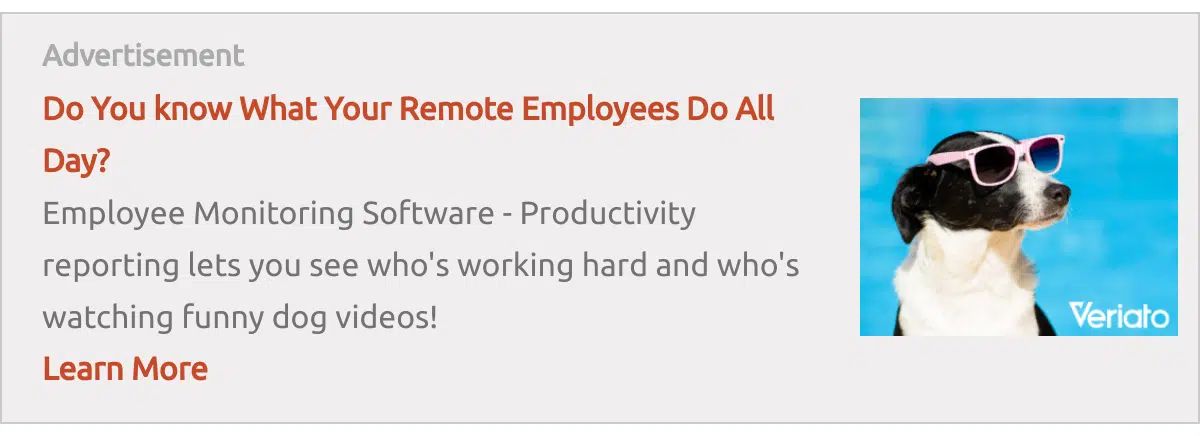 Advertisement
Do You know What Your Remote Employees Do All
Day?
Employee Monitoring Software - Productivity
reporting lets you see who's working hard and who's
watching funny dog videos!
Learn More
Veriato